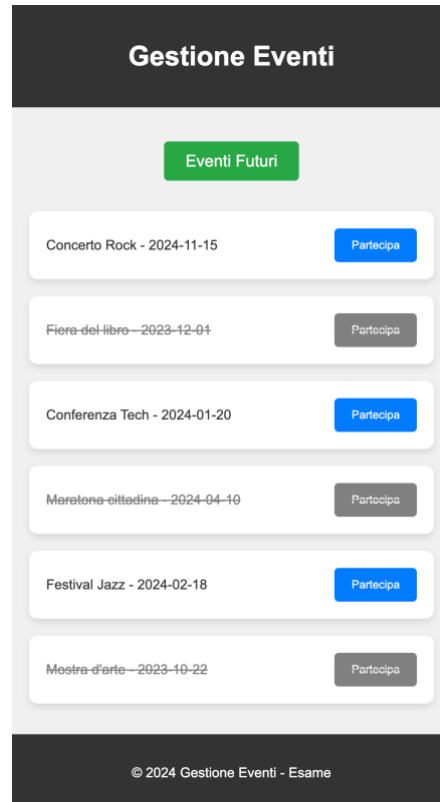 Gestione Eventi
Eventi Futuri
Concerto Rock - 2024-11-15 Partecipa
Fiera del libro - 2023-12-01 Partecipa
Conferenza Tech - 2024-01-20 Partecipa
Maratona cittadina - 2024-04-10 Partecipa
Festival Jazz - 2024-02-18 Partecipa
Mostra d'arte - 2023-10-22 Partecipa
© 2024 Gestione Eventi - Esame